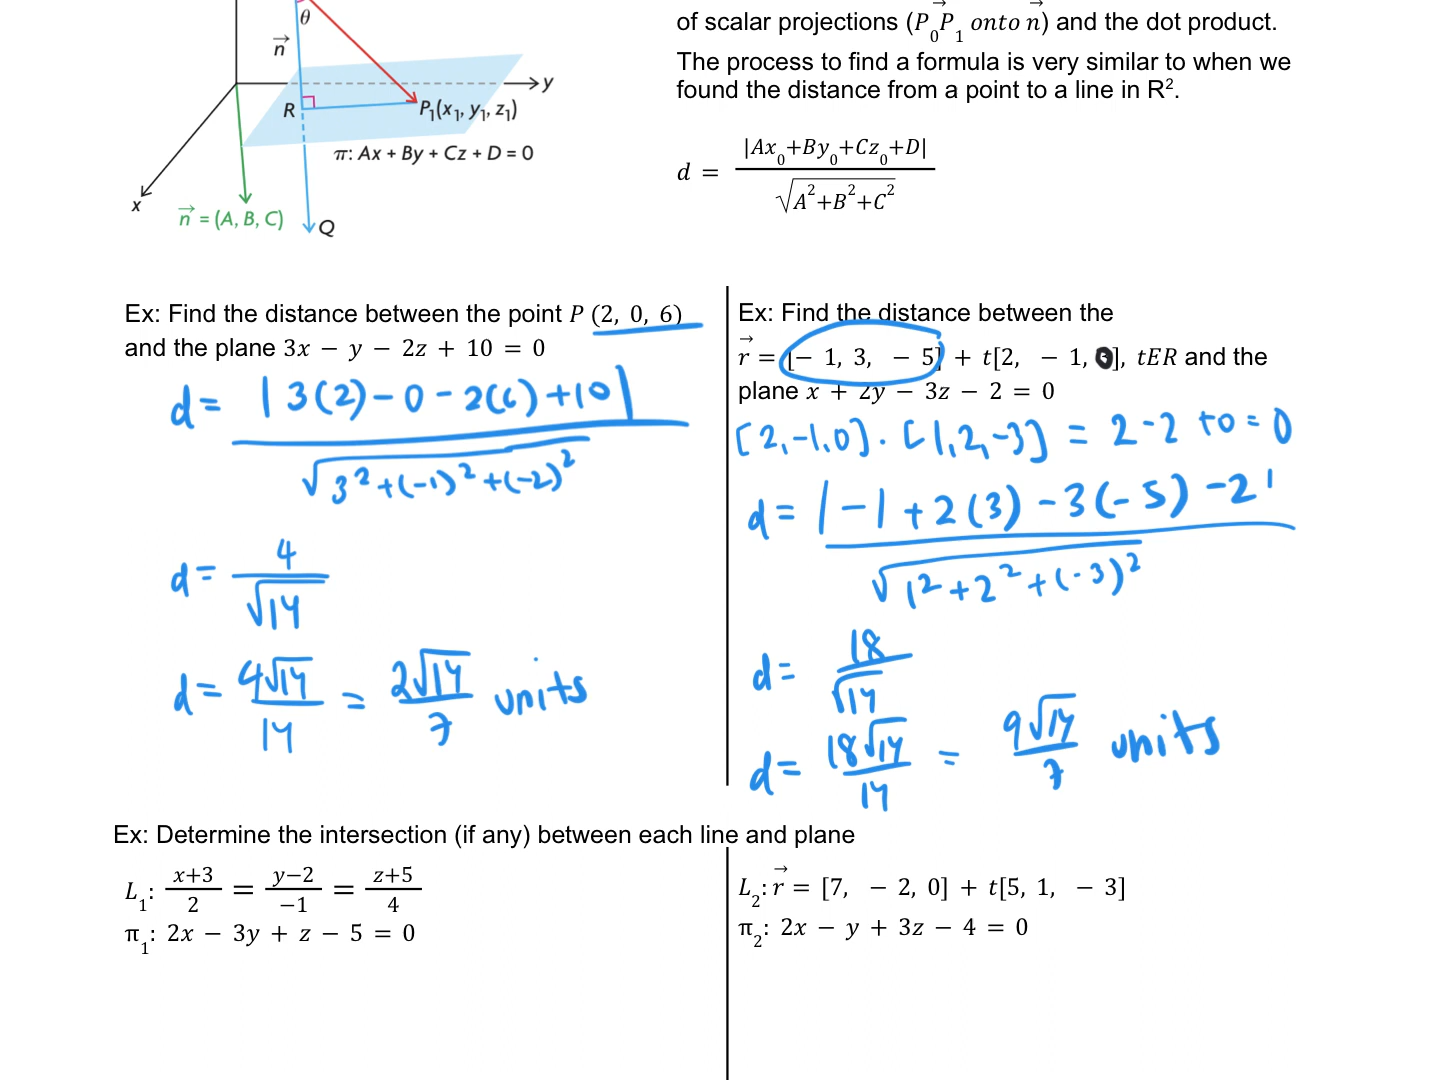 θ
n
y
R
P₁(x₁, y₁, z₁)
π: Ax + By + Cz + D = 0
x
n = (A, B, C)
Q
of scalar projections (P₀P₁ onto n) and the dot product.
The process to find a formula is very similar to when we
found the distance from a point to a line in R².
d = |Ax₀+By₀+Cz₀+D| / √A²+B²+C²
Ex: Find the distance between the point P (2, 0, 6)
and the plane 3x − y − 2z + 10 = 0
d = |3(2)-0-2(6)+10| / √3²+(-1)²+(-2)²
d = 4/√14
d = 4√14/14 = 2√14/7 units
Ex: Find the distance between the
r = [− 1, 3, − 5] + t[2, − 1, 0], tER and the
plane x + 2y − 3z − 2 = 0
[2,-1,0]·[1,2,-3] = 2-2+0=0
d = |-1+2(3)-3(-5)-2| / √1²+2²+(-3)²
d = 18/√14
d = 18√14/14 = 9√14/7 units
Ex: Determine the intersection (if any) between each line and plane
L₁: x+3/2 = y−2/−1 = z+5/4
π₁: 2x − 3y + z − 5 = 0
L₂: r = [7, − 2, 0] + t[5, 1, − 3]
π₂: 2x − y + 3z − 4 = 0